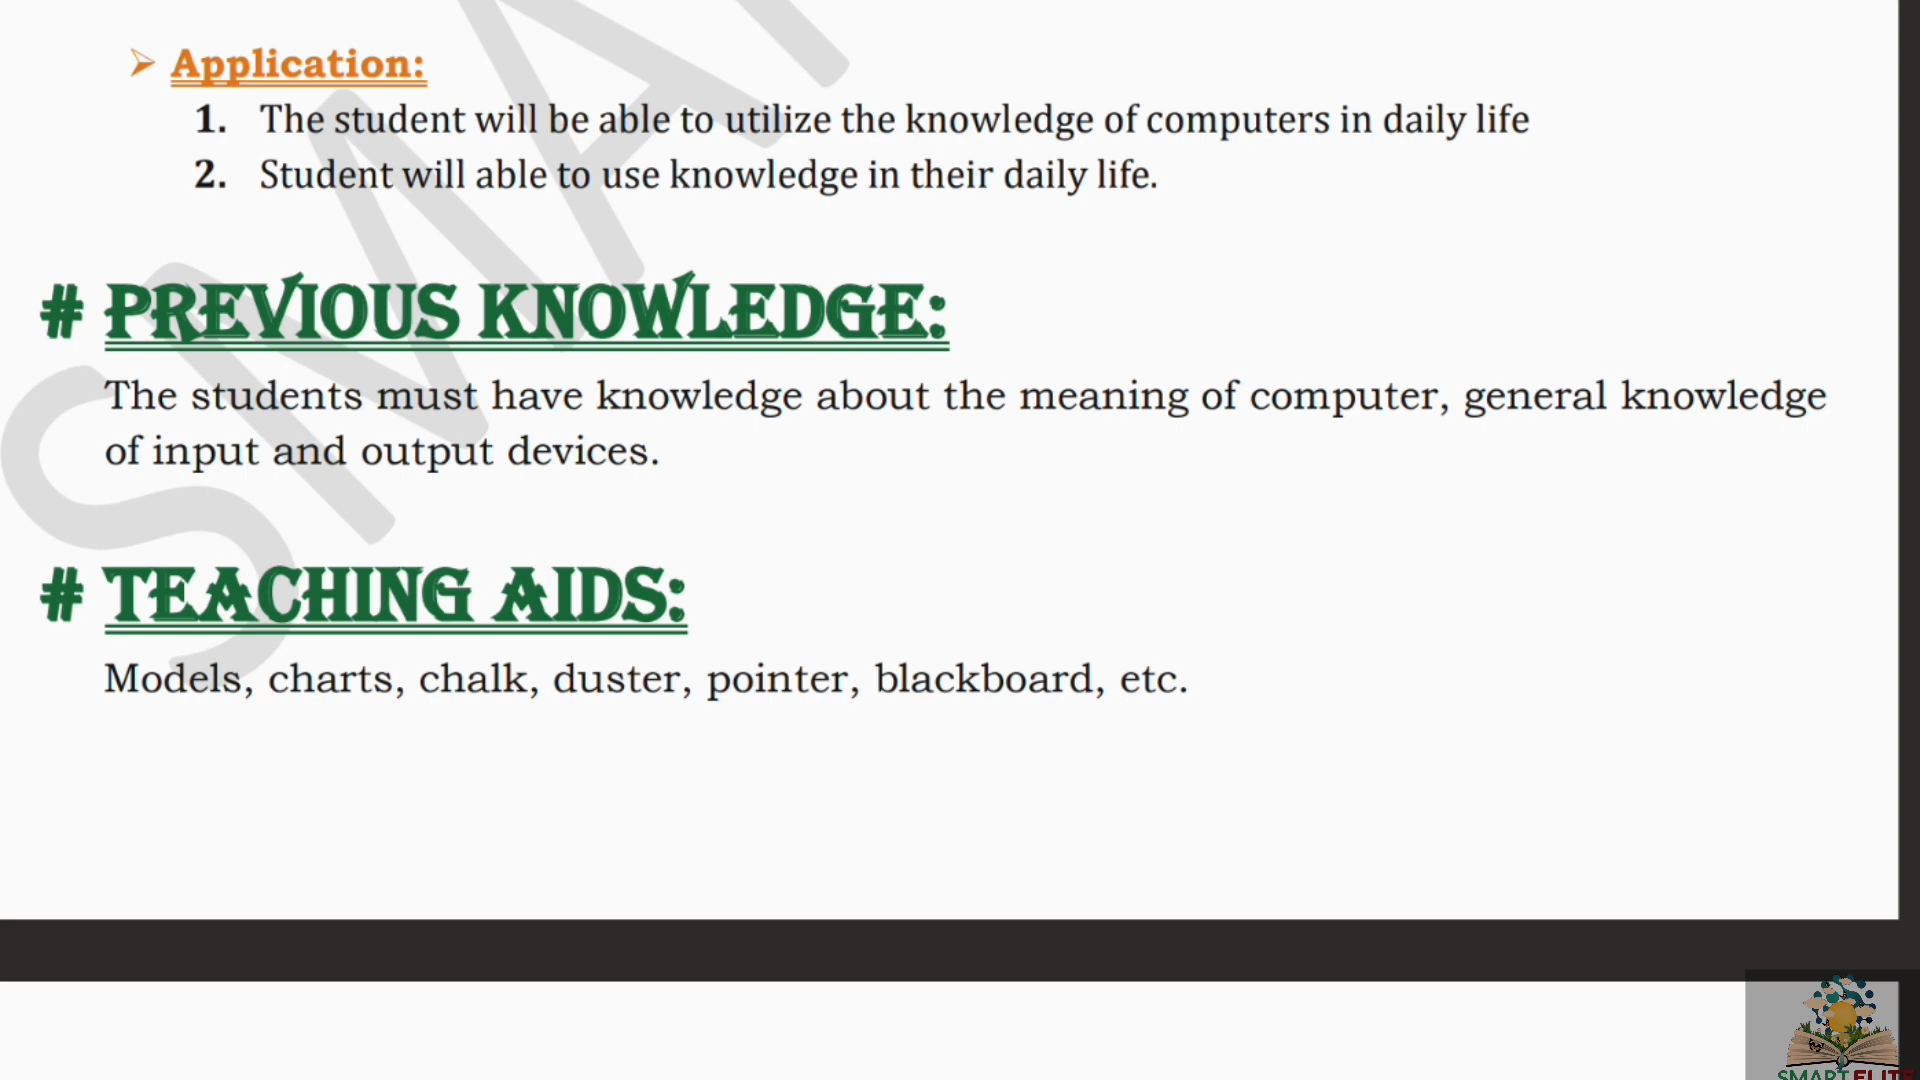 ➢ Application:
1. The student will be able to utilize the knowledge of computers in daily life
2. Student will able to use knowledge in their daily life.
# PREVIOUS KNOWLEDGE:
The students must have knowledge about the meaning of computer, general knowledge
of input and output devices.
# TEACHING AIDS:
Models, charts, chalk, duster, pointer, blackboard, etc.
SMART ELITE